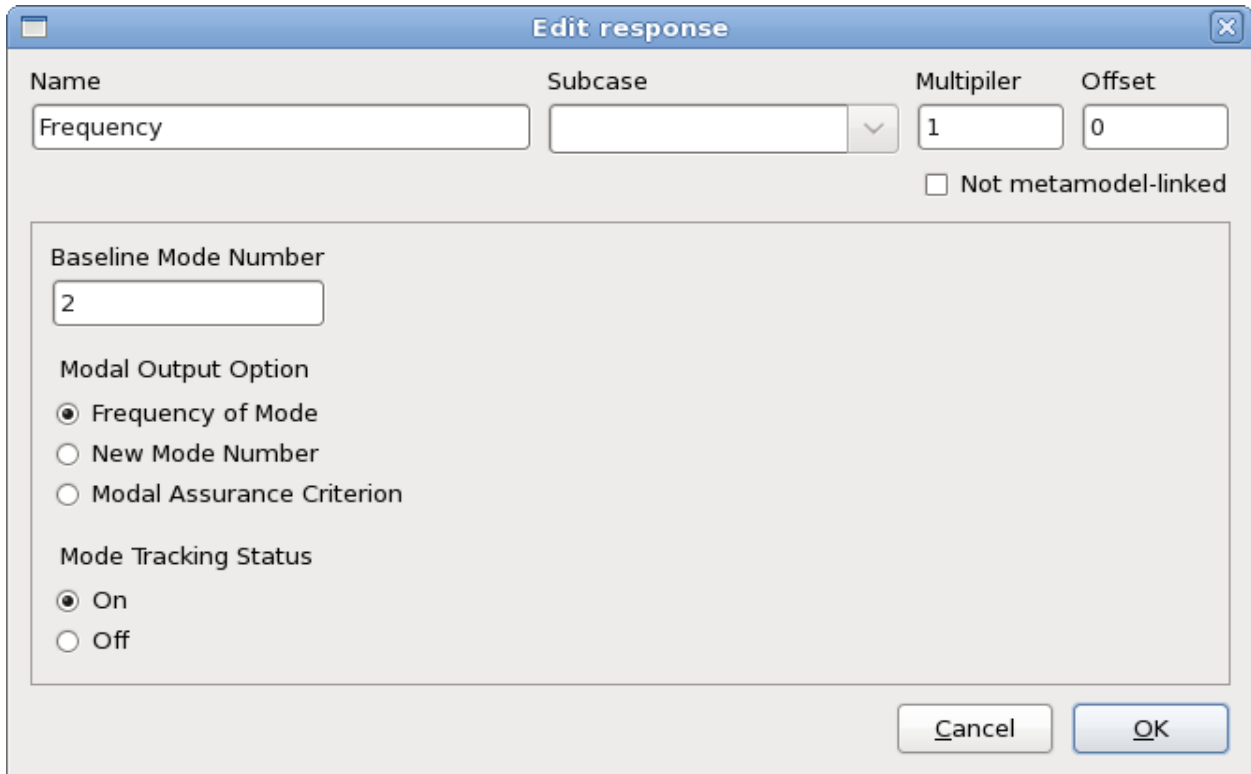 Edit response
Name Subcase Multipiler Offset
Frequency 1 0
Not metamodel-linked
Baseline Mode Number
2
Modal Output Option
Frequency of Mode
New Mode Number
Modal Assurance Criterion
Mode Tracking Status
On
Off
Cancel OK